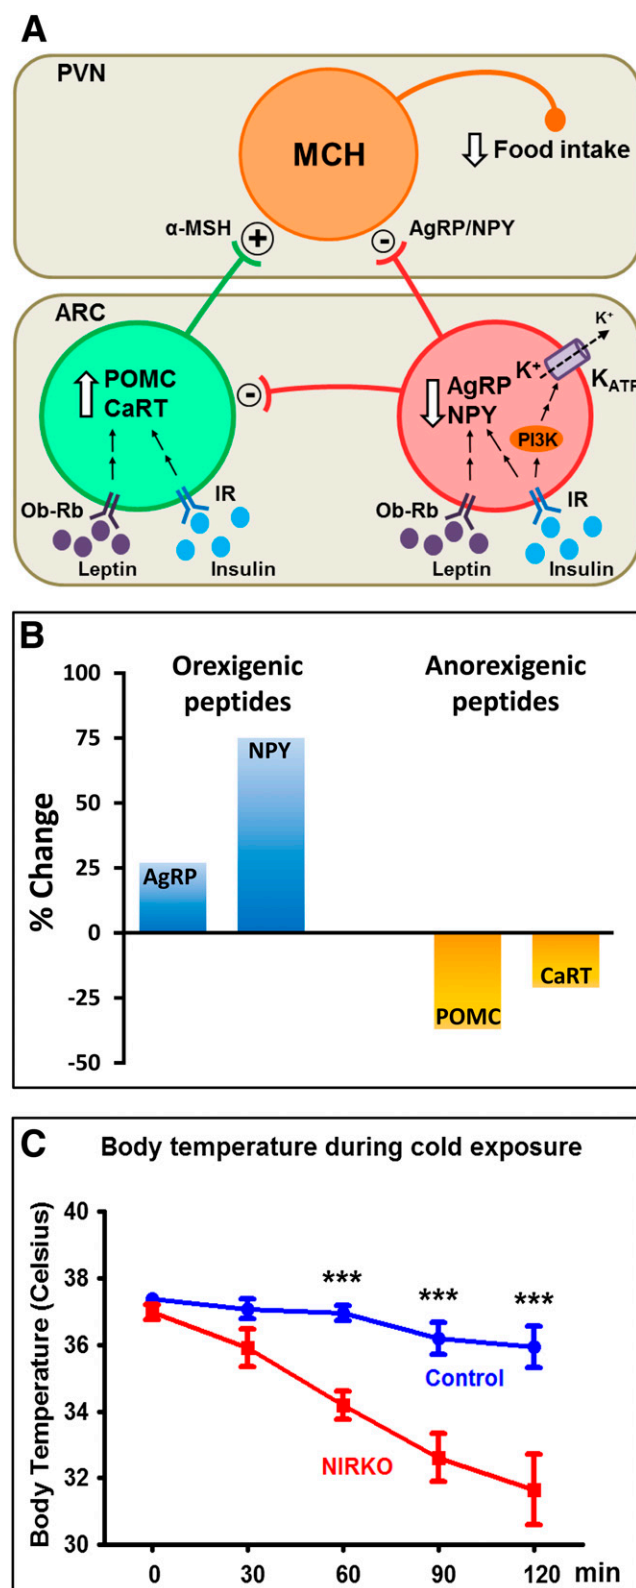 A
PVN
MCH
Food intake
α-MSH
+
-
AgRP/NPY
ARC
POMC
CaRT
-
AgRP
NPY
K⁺
K⁺
K_ATP
PI3K
Ob-Rb
IR
Leptin
Insulin
Ob-Rb
IR
Leptin
Insulin
B
Orexigenic
peptides
Anorexigenic
peptides
% Change
100
75
50
25
0
-25
-50
AgRP
NPY
POMC
CaRT
C
Body temperature during cold exposure
Body Temperature (Celsius)
40
38
36
34
32
30
***
***
***
Control
NIRKO
0 30 60 90 120 min